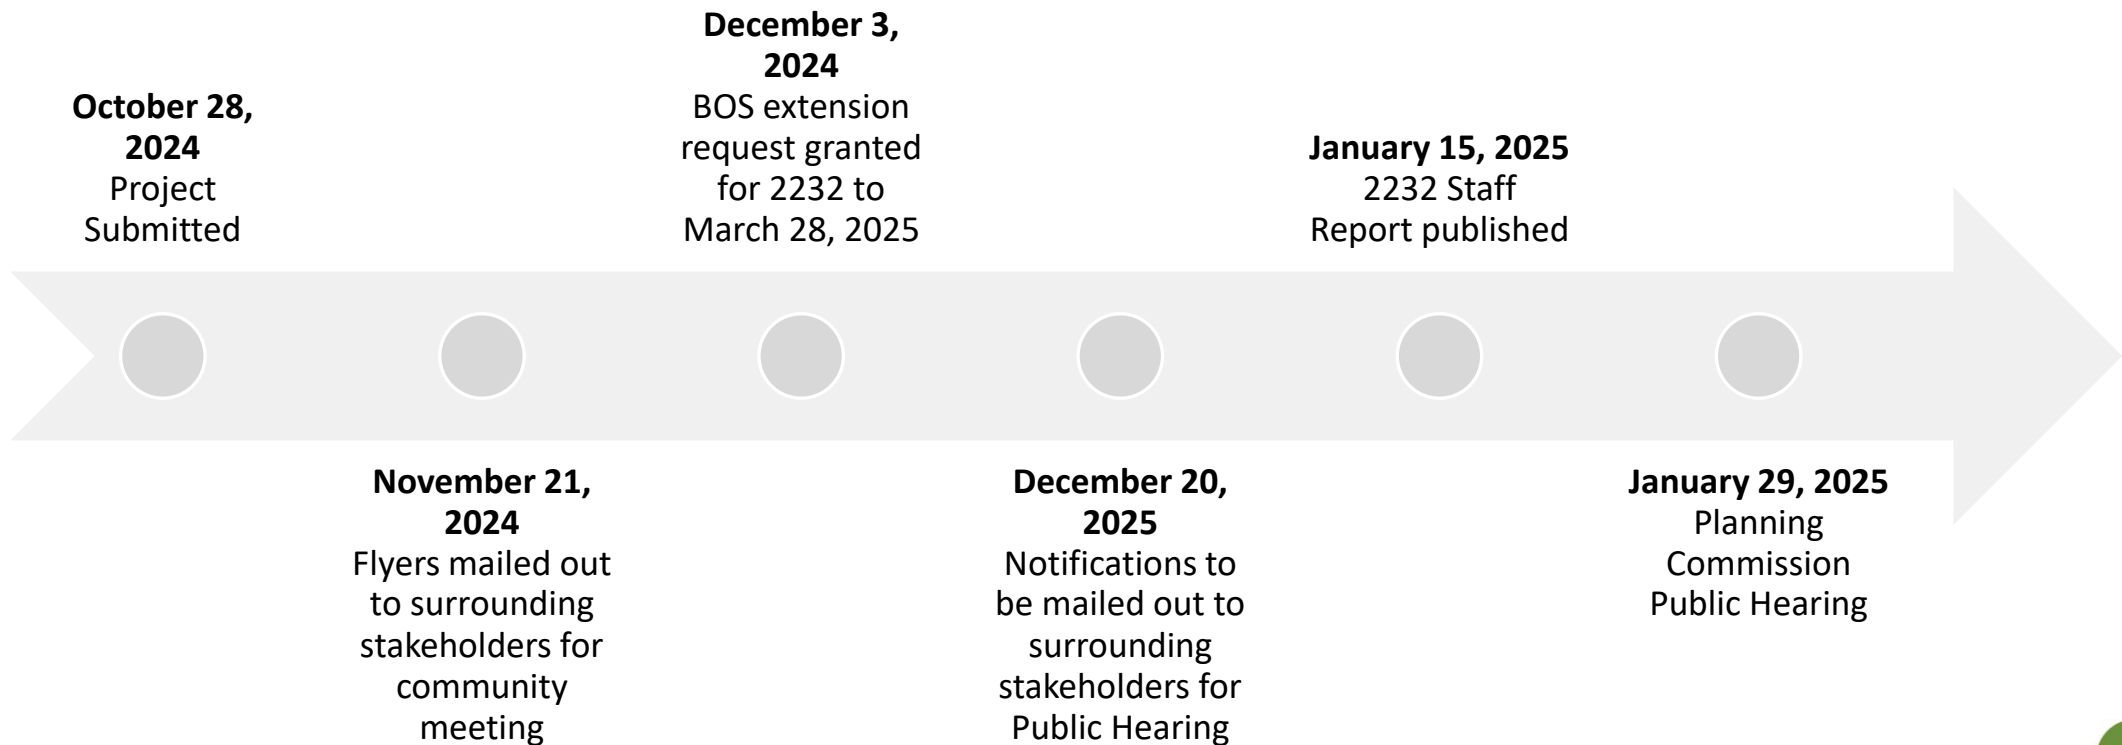 October 28,
2024
Project
Submitted
November 21,
2024
Flyers mailed out
to surrounding
stakeholders for
community
meeting
December 3,
2024
BOS extension
request granted
for 2232 to
March 28, 2025
December 20,
2025
Notifications to
be mailed out to
surrounding
stakeholders for
Public Hearing
January 15, 2025
2232 Staff
Report published
January 29, 2025
Planning
Commission
Public Hearing